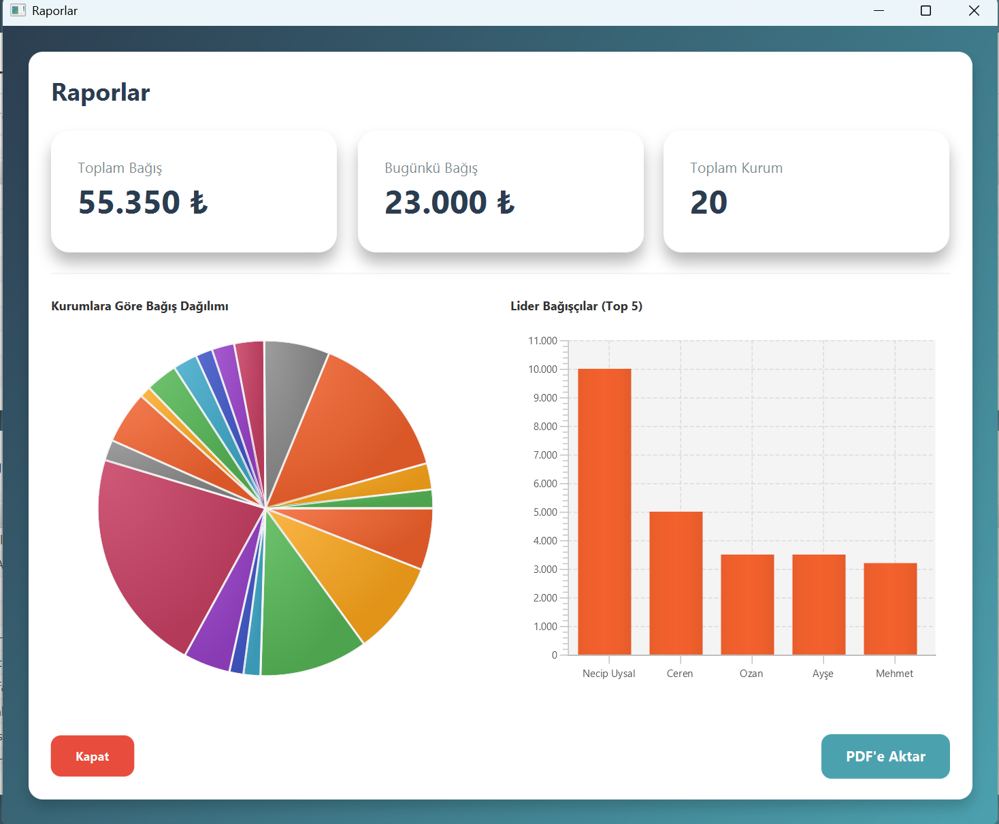 Raporlar
Raporlar
Toplam Bağış
55.350 ₺
Bugünkü Bağış
23.000 ₺
Toplam Kurum
20
Kurumlara Göre Bağış Dağılımı
Lider Bağışçılar (Top 5)
11.000
10.000
9.000
8.000
7.000
6.000
5.000
4.000
3.000
2.000
1.000
0
Necip Uysal
Ceren
Ozan
Ayşe
Mehmet
Kapat
PDF'e Aktar